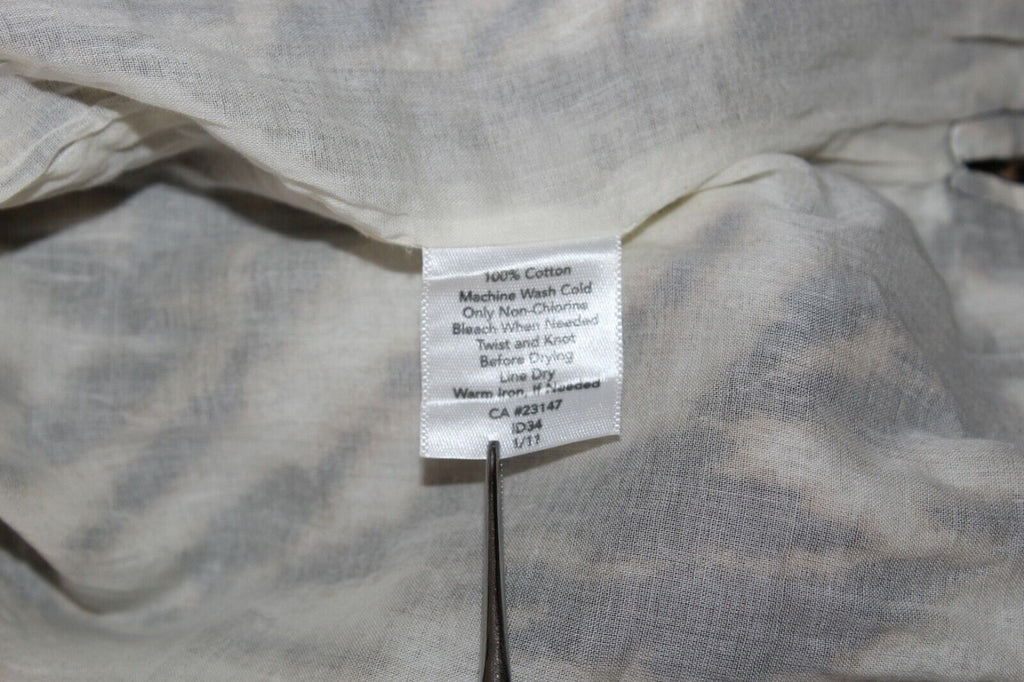 100% Cotton
Machine Wash Cold
Only Non-Chlorine
Bleach When Needed
Twist and Knot
Before Drying
Line Dry
Warm Iron, If Needed
CA #23147
ID34
1/11